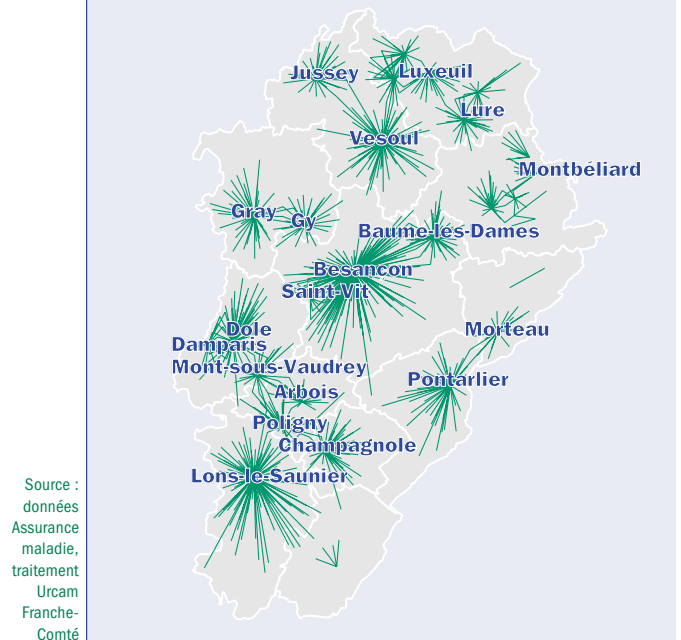 Jussey
Luxeuil
Lure
Vesoul
Montbéliard
Gray
Gy
Baume-les-Dames
Besancon
Saint-Vit
Dole
Morteau
Damparis
Mont-sous-Vaudrey
Pontarlier
Arbois
Poligny
Champagnole
Lons-le-Saunier
Source :
données
Assurance
maladie,
traitement
Urcam
Franche-
Comté